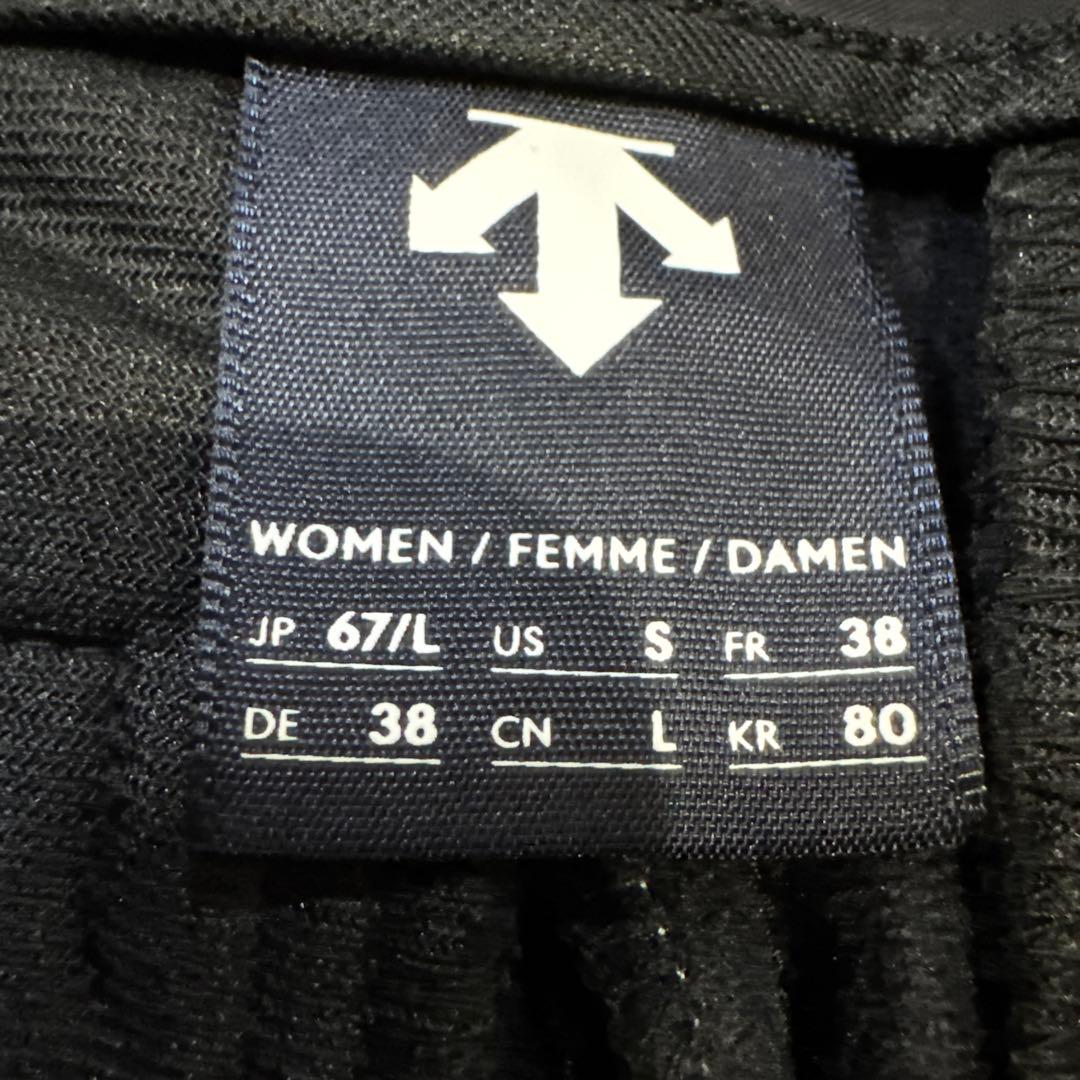 WOMEN / FEMME / DAMEN
JP 67/L US S FR 38
DE 38 CN L KR 80